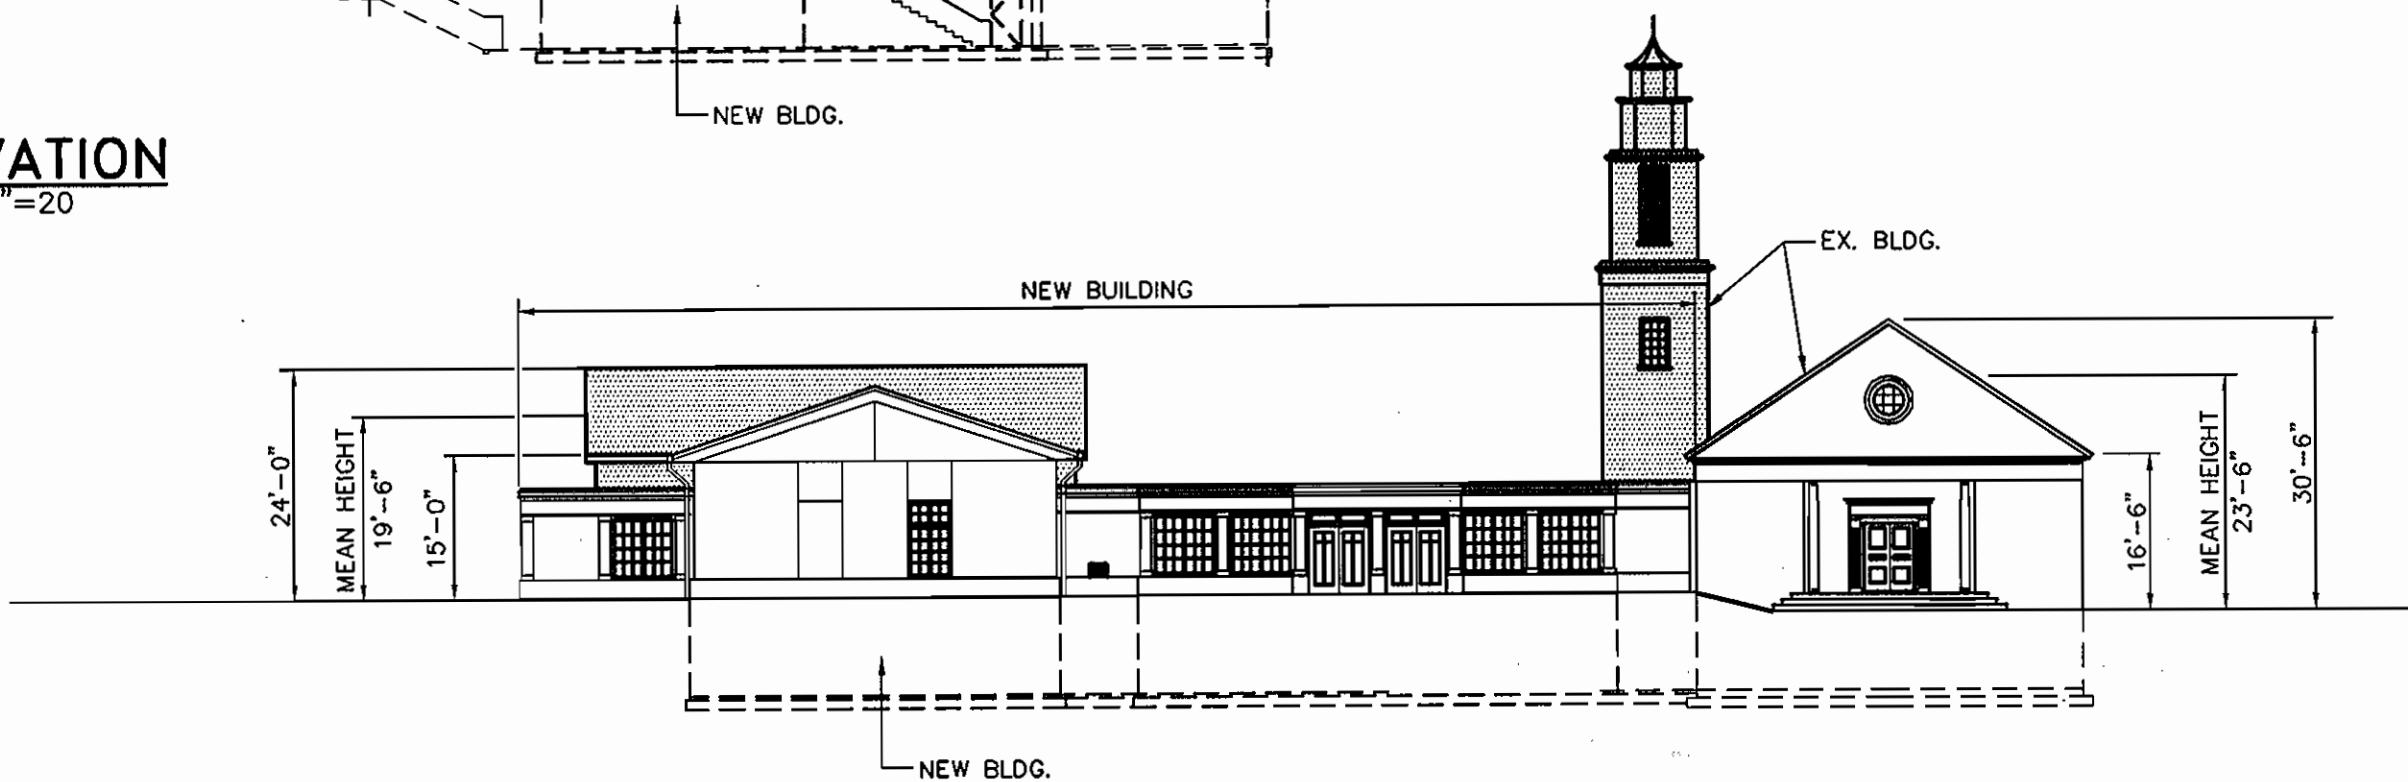 NEW BLDG.
VATION
"=20
EX. BLDG.
NEW BUILDING
24'-0"
MEAN HEIGHT
19'-6"
15'-0"
16'-6"
MEAN HEIGHT
23'-6"
30'-6"
NEW BLDG.